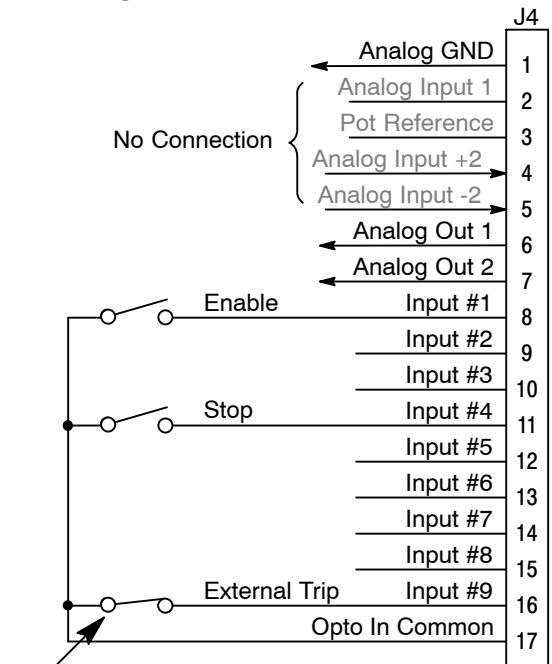 J4
Analog GND 1
Analog Input 1 2
Pot Reference 3
No Connection
Analog Input +2 4
Analog Input -2 5
Analog Out 1 6
Analog Out 2 7
Enable Input #1 8
Input #2 9
Input #3 10
Stop Input #4 11
Input #5 12
Input #6 13
Input #7 14
Input #8 15
External Trip Input #9 16
Opto In Common 17